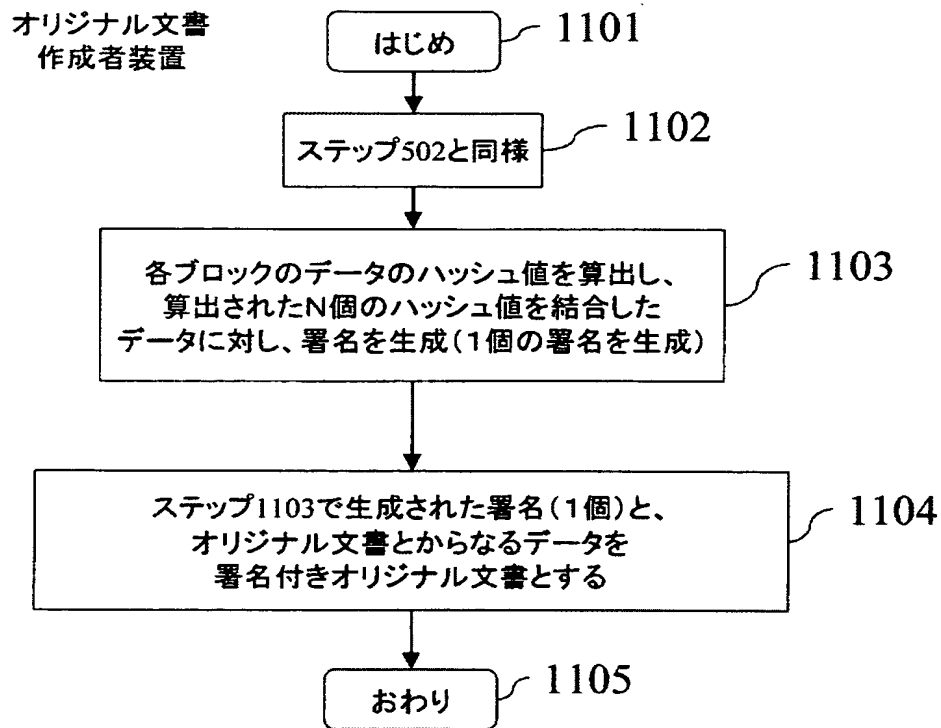 オリジナル文書
作成者装置
はじめ
1101
ステップ502と同様
1102
各ブロックのデータのハッシュ値を算出し、
算出されたN個のハッシュ値を結合した
データに対し、署名を生成(1個の署名を生成)
1103
ステップ1103で生成された署名(1個)と、
オリジナル文書とからなるデータを
署名付きオリジナル文書とする
1104
おわり
1105